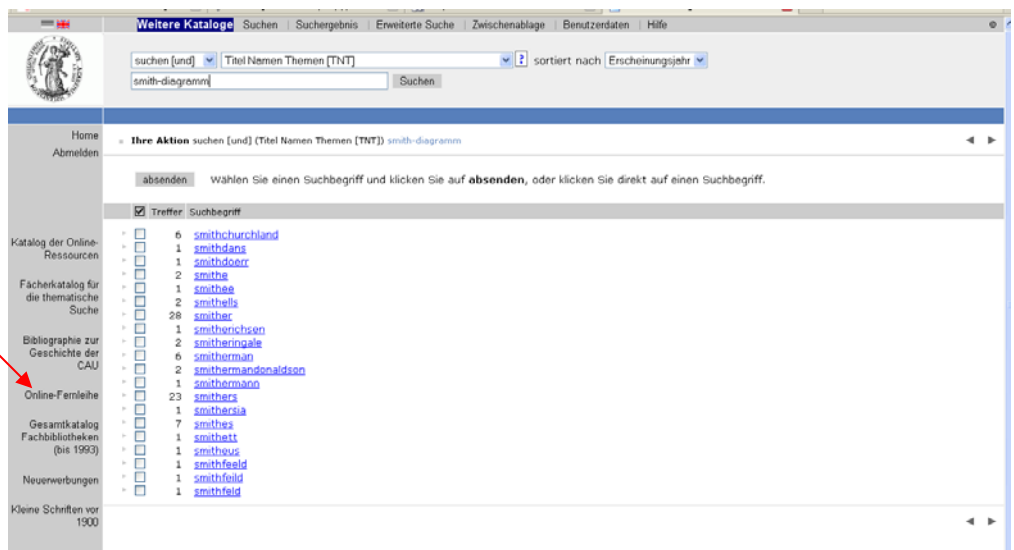 Weitere Kataloge Suchen | Suchergebnis | Erweiterte Suche | Zwischenablage | Benutzerdaten | Hilfe
suchen [und] Titel Namen Themen [TNT] ? sortiert nach Erscheinungsjahr
smith-diagramm Suchen
Home
Abmelden
Ihre Aktion suchen [und] (Titel Namen Themen [TNT]) smith-diagramm
absenden Wählen Sie einen Suchbegriff und klicken Sie auf absenden, oder klicken Sie direkt auf einen Suchbegriff.
Treffer Suchbegriff
6 smithchurchland
1 smithdans
1 smithdoerr
2 smithe
1 smithee
2 smithells
28 smither
1 smitherichsen
2 smitheringale
6 smitherman
2 smithermandonaldson
1 smithermann
23 smithers
1 smithersia
7 smithes
1 smithett
1 smitheus
1 smithfeeld
1 smithfeild
1 smithfeld
Katalog der Online-
Ressourcen
Fächerkatalog für
die thematische
Suche
Bibliographie zur
Geschichte der
CAU
Online-Fernleihe
Gesamtkatalog
Fachbibliotheken
(bis 1993)
Neuerwerbungen
Kleine Schriften vor
1900